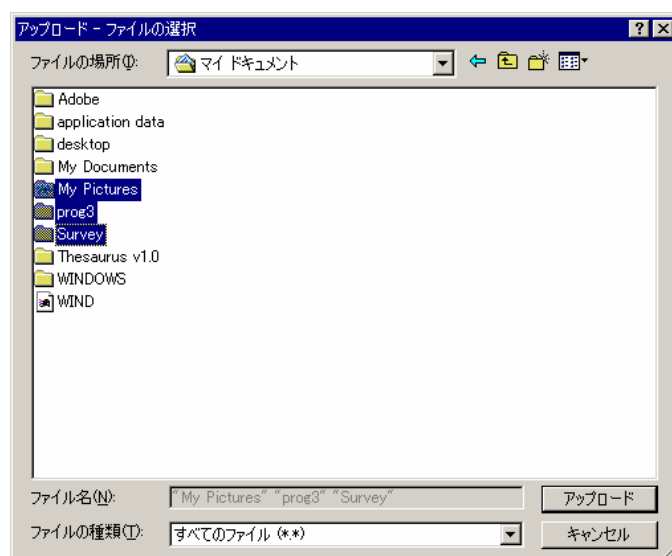 アップロード - ファイルの選択
ファイルの場所(I):
マイ ドキュメント
Adobe
application data
desktop
My Documents
My Pictures
prog3
Survey
Thesaurus v1.0
WINDOWS
WIND
ファイル名(N):
"My Pictures" "prog3" "Survey"
アップロード
ファイルの種類(T):
すべてのファイル (*.*)
キャンセル